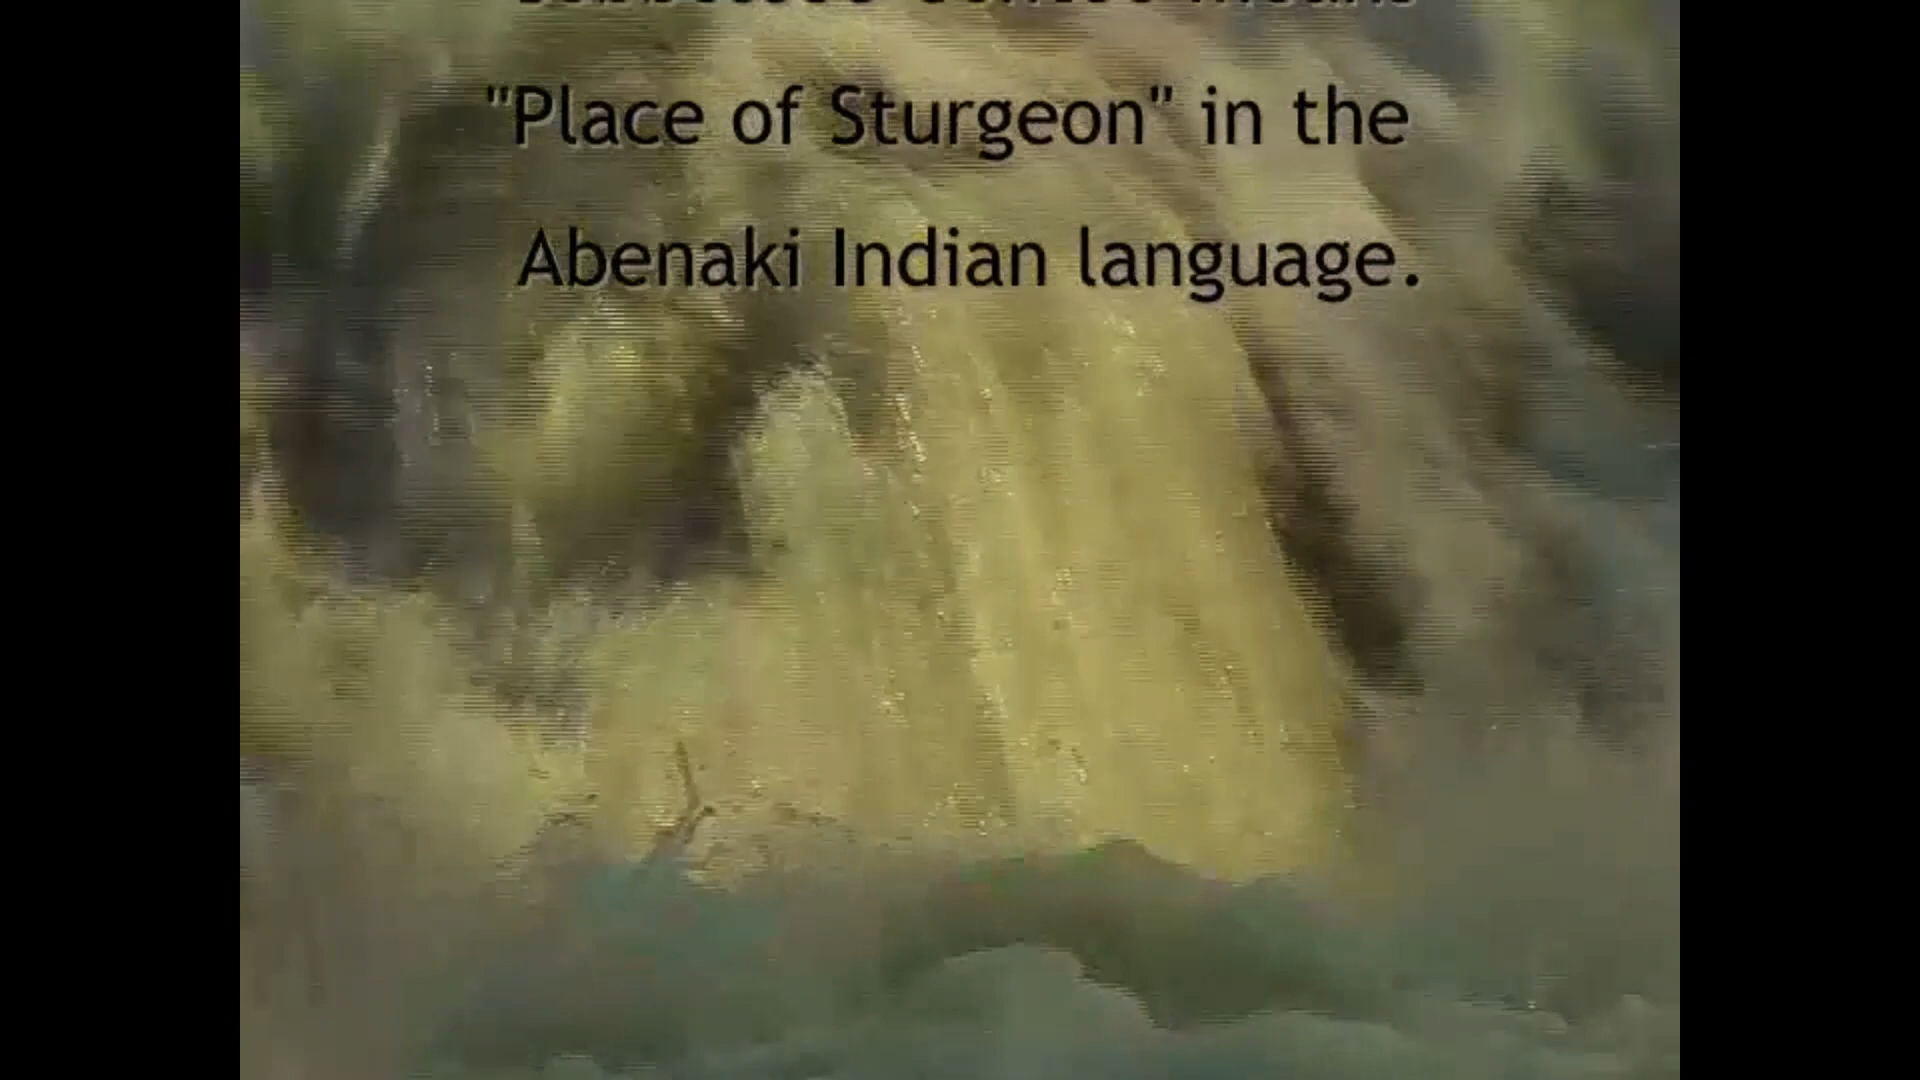 "Place of Sturgeon" in the
Abenaki Indian language.